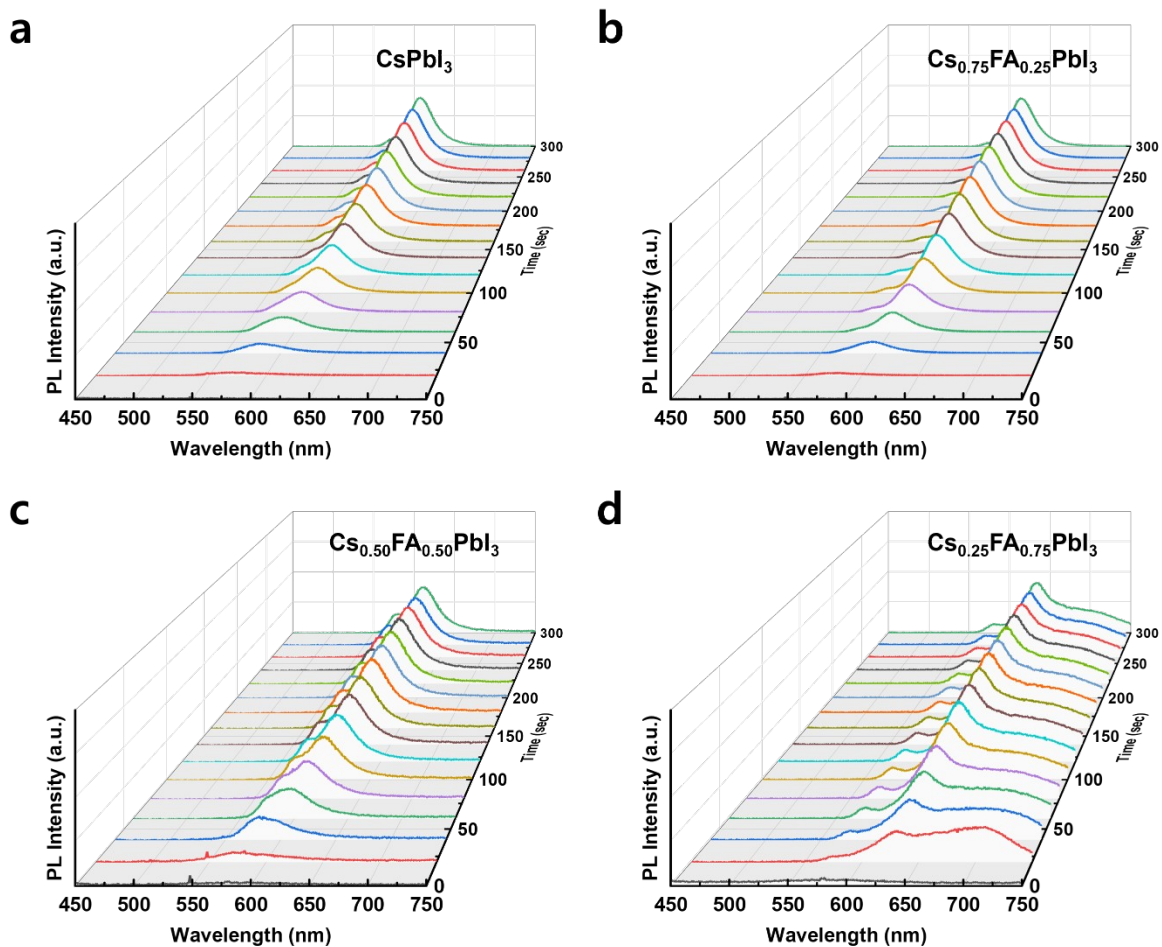 a
CsPbI₃
PL Intensity (a.u.)
300
250
200
150
100
50
0
Time (sec)
450 500 550 600 650 700 750
Wavelength (nm)
b
Cs₀.₇₅FA₀.₂₅PbI₃
PL Intensity (a.u.)
300
250
200
150
100
50
0
Time (sec)
450 500 550 600 650 700 750
Wavelength (nm)
c
Cs₀.₅₀FA₀.₅₀PbI₃
PL Intensity (a.u.)
300
250
200
150
100
50
0
Time (sec)
450 500 550 600 650 700 750
Wavelength (nm)
d
Cs₀.₂₅FA₀.₇₅PbI₃
PL Intensity (a.u.)
300
250
200
150
100
50
0
Time (sec)
450 500 550 600 650 700 750
Wavelength (nm)